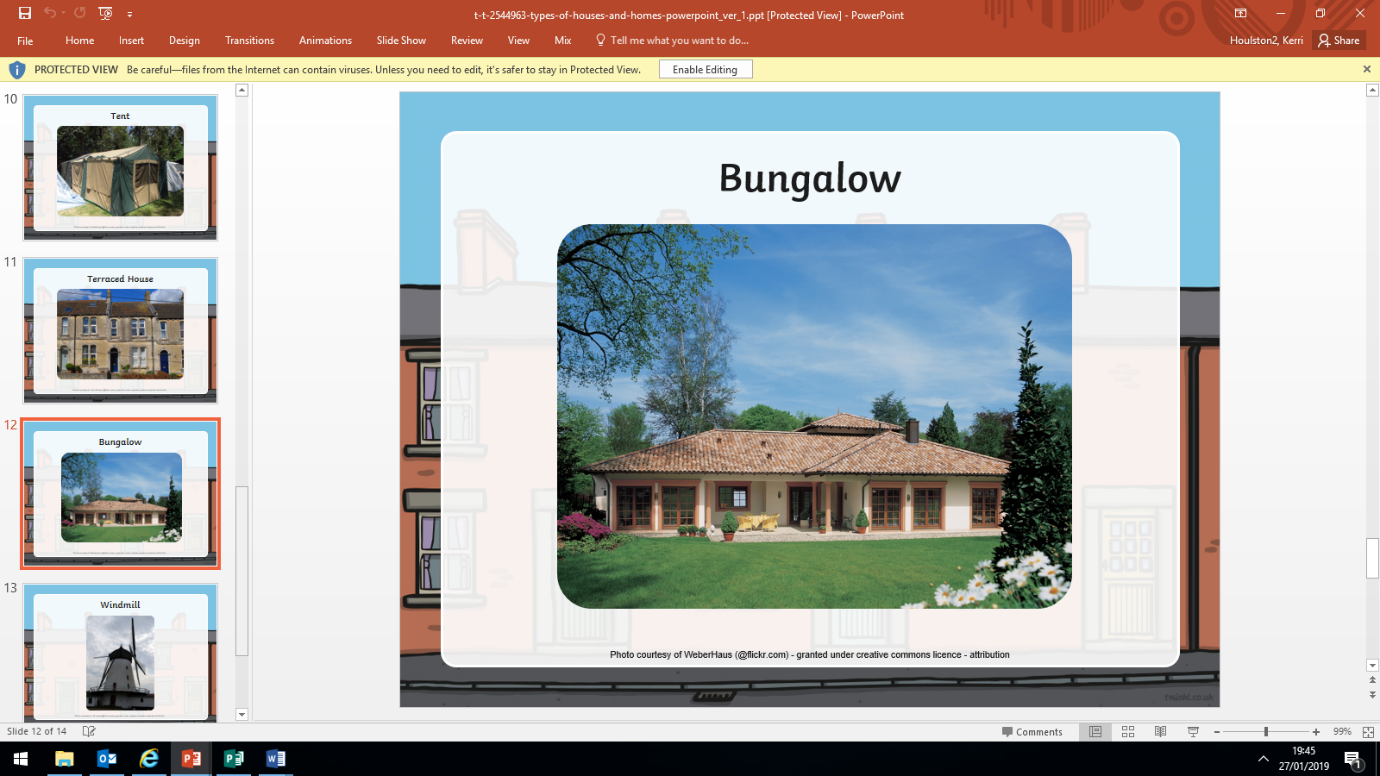 t-t-2544963-types-of-houses-and-homes-powerpoint_ver_1.ppt [Protected View] - PowerPoint
File Home Insert Design Transitions Animations Slide Show Review View Mix Tell me what you want to do... Houlston2, Kerri Share
PROTECTED VIEW Be careful—files from the Internet can contain viruses. Unless you need to edit, it's safer to stay in Protected View. Enable Editing
10
Tent
11
Terraced House
12
Bungalow
13
Windmill
Bungalow
Photo courtesy of WeberHaus (@flickr.com) - granted under creative commons licence - attribution
twinkl.co.uk
Slide 12 of 14 Comments 99%
19:45
27/01/2019
1